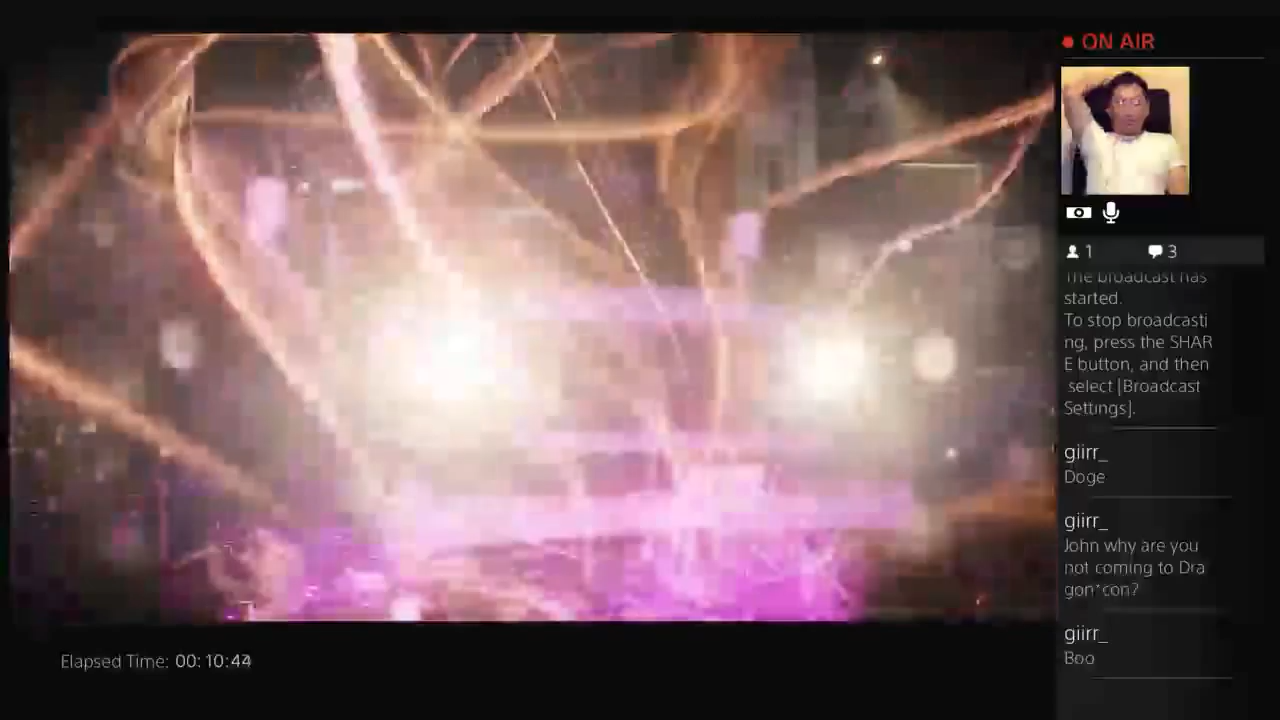 ON AIR
1 3
The broadcast has
started.
To stop broadcasti
ng, press the SHAR
E button, and then
select [Broadcast
Settings].
giirr_
Doge
giirr_
John why are you
not coming to Dra
gon*con?
giirr_
Boo
Elapsed Time: 00:10:44